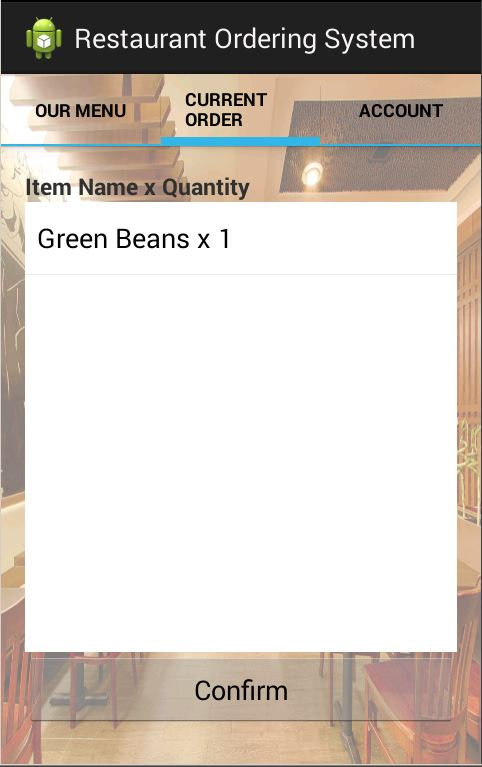 Restaurant Ordering System
OUR MENU
CURRENT
ORDER
ACCOUNT
Item Name x Quantity
Green Beans x 1
Confirm